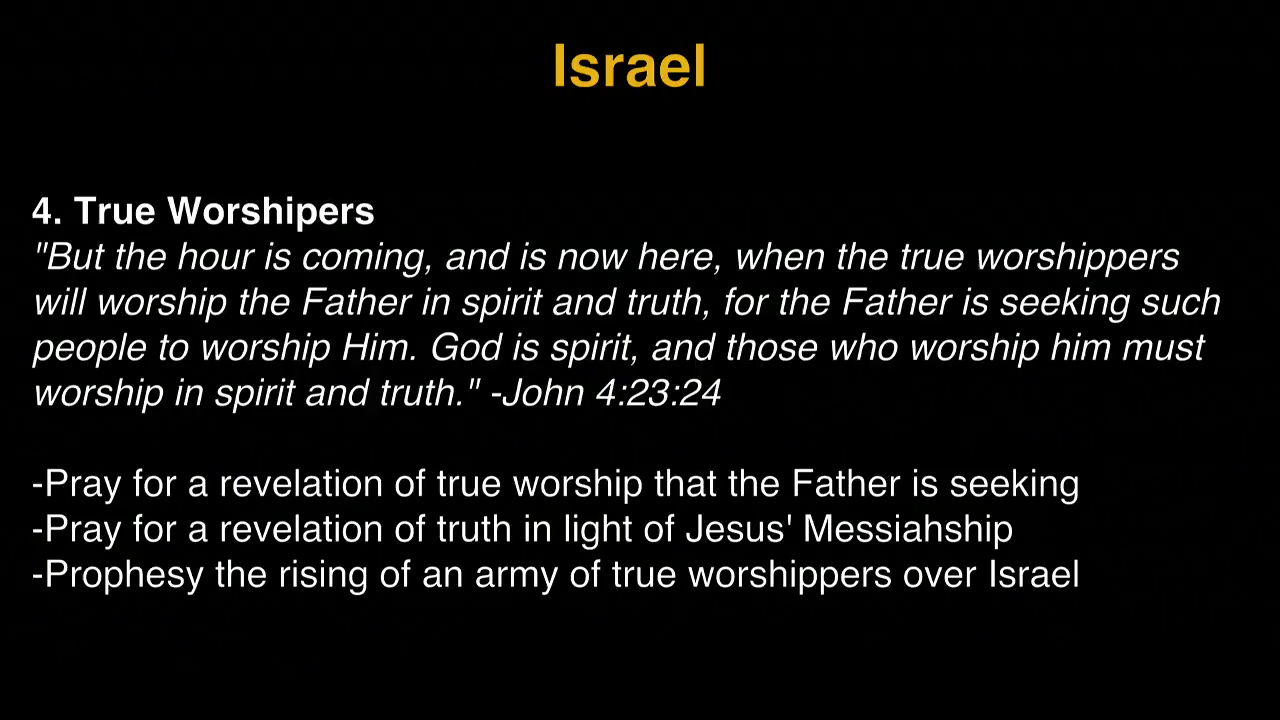 Israel
4. True Worshipers
"But the hour is coming, and is now here, when the true worshippers
will worship the Father in spirit and truth, for the Father is seeking such
people to worship Him. God is spirit, and those who worship him must
worship in spirit and truth." -John 4:23:24
-Pray for a revelation of true worship that the Father is seeking
-Pray for a revelation of truth in light of Jesus' Messiahship
-Prophesy the rising of an army of true worshippers over Israel